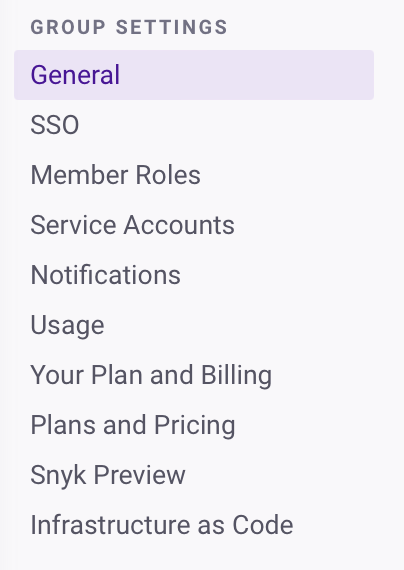 GROUP SETTINGS
General
SSO
Member Roles
Service Accounts
Notifications
Usage
Your Plan and Billing
Plans and Pricing
Snyk Preview
Infrastructure as Code